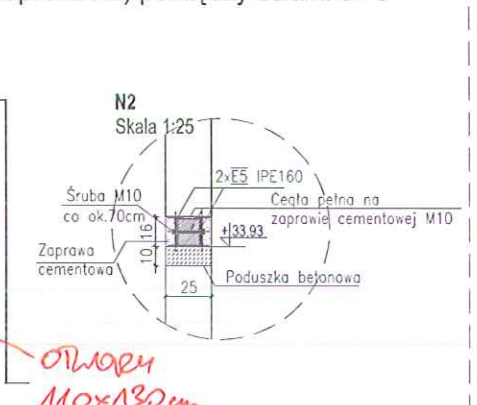 N2
Skala 1:25
2xE5 IPE160
Śruba M10
co ok.70cm
Cegła pełna na
zaprawie cementowej M10
+33.93
16
10
Zaprawa
cementowa
Poduszka betonowa
25
OTWORY
110x130cm